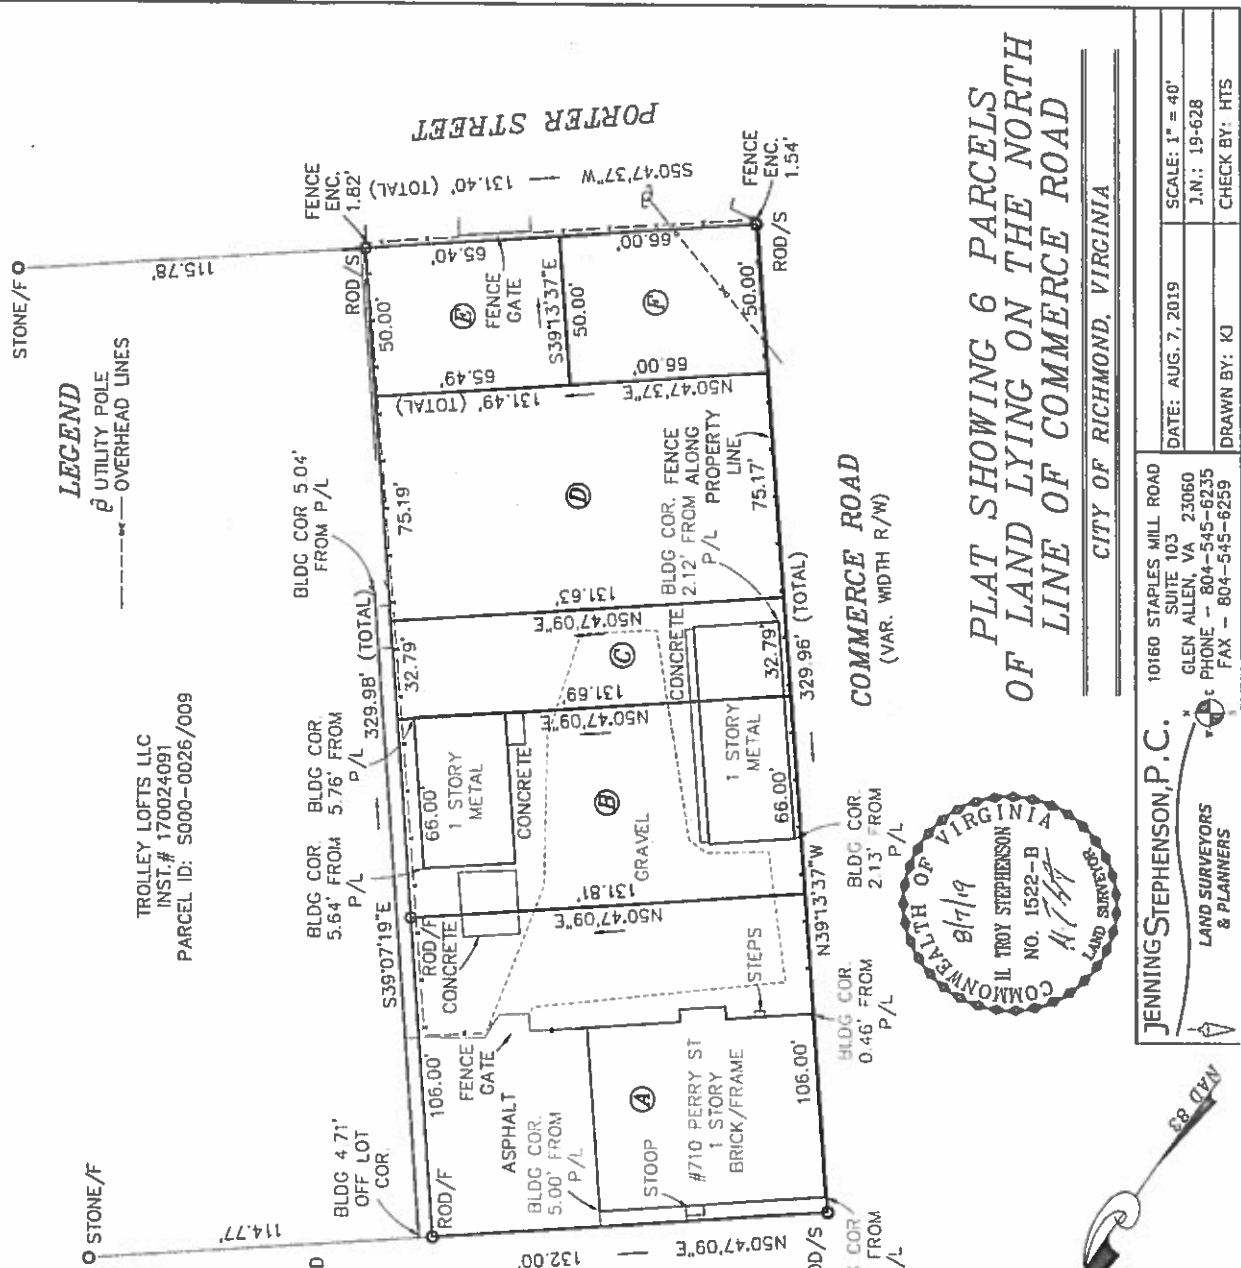 STONE/F
LEGEND
UTILITY POLE
OVERHEAD LINES
115.78'
FENCE
ENC.
1.82'
PORTER STREET
S50°47'37"W — 131.40' (TOTAL)
FENCE
ENC.
1.54'
ROD/S
ROD/S
50.00'
65.40'
E
FENCE
GATE
65.49'
S39°13'37"E
50.00'
66.00'
F
66.00'
50.00'
N50°47'37"E
131.49' (TOTAL)
BLDG COR 5.04'
FROM P/L
75.19'
D
BLDG COR.
2.12' FROM
P/L
FENCE
ALONG
PROPERTY
LINE
75.17'
131.63'
N50°47'09"E
TROLLEY LOFTS LLC
INST.# 170024091
PARCEL ID: S000-0026/009
329.98' (TOTAL)
S39°07'19"E
32.79'
C
131.69'
N50°47'09"E
CONCRETE
32.79'
329.96' (TOTAL)
N39°13'37"W
COMMERCE ROAD
(VAR. WIDTH R/W)
BLDG COR.
5.76' FROM
P/L
BLDG COR.
5.64' FROM
P/L
66.00'
1 STORY
METAL
CONCRETE
B
GRAVEL
1 STORY
METAL
66.00'
BLDG COR.
2.13' FROM
P/L
131.81'
N50°47'09"E
ROD/F
CONCRETE
STEPS
BLDG COR.
0.46' FROM
P/L
FENCE
GATE
106.00'
ASPHALT
BLDG COR.
5.00' FROM
P/L
STOOP
A
#710 PERRY ST
1 STORY
BRICK/FRAME
106.00'
BLDG 4.71'
OFF LOT
COR.
ROD/F
STONE/F
114.77'
132.00'
N50°47'09"E
COR
FROM
NAD 83
PLAT SHOWING 6 PARCELS
OF LAND LYING ON THE NORTH
LINE OF COMMERCE ROAD
CITY OF RICHMOND, VIRGINIA
COMMONWEALTH OF VIRGINIA
8/7/19
TROY STEPHENSON
NO. 1522-B
LAND SURVEYOR
JENNINGSTEPHENSON, P.C.
LAND SURVEYORS
& PLANNERS
10160 STAPLES MILL ROAD
SUITE 103
GLEN ALLEN, VA 23060
PHONE - 804-545-6235
FAX - 804-545-6259
DATE: AUG. 7, 2019
SCALE: 1" = 40'
J.N.: 19-628
DRAWN BY: KJ
CHECK BY: HTS